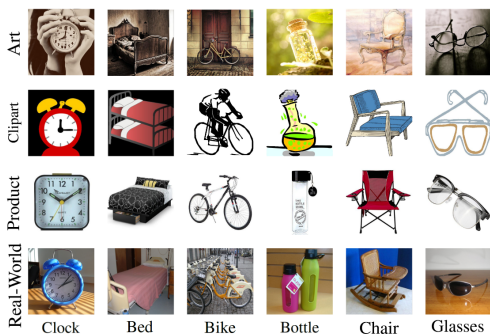 Art
Clipart
Product
Real-World
Clock Bed Bike Bottle Chair Glasses